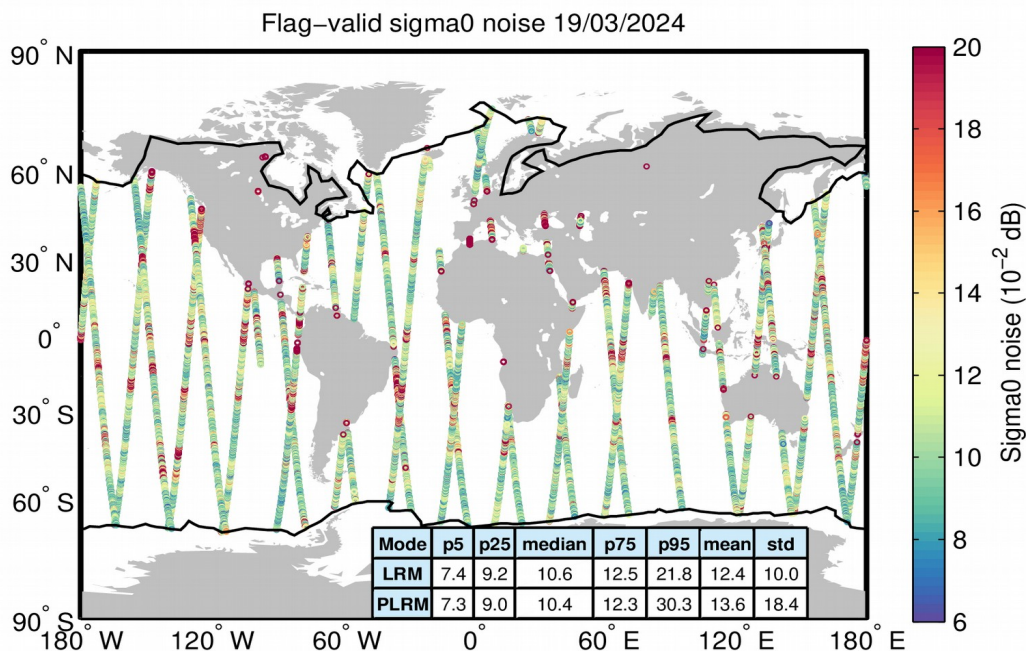 Flag−valid sigma0 noise 19/03/2024
90° N
60° N
30° N
0°
30° S
60° S
90° S
180° W
120° W
60° W
0°
60° E
120° E
180° E
Mode p5 p25 median p75 p95 mean std
LRM 7.4 9.2 10.6 12.5 21.8 12.4 10.0
PLRM 7.3 9.0 10.4 12.3 30.3 13.6 18.4
20
18
16
14
12
10
8
6
Sigma0 noise (10⁻² dB)